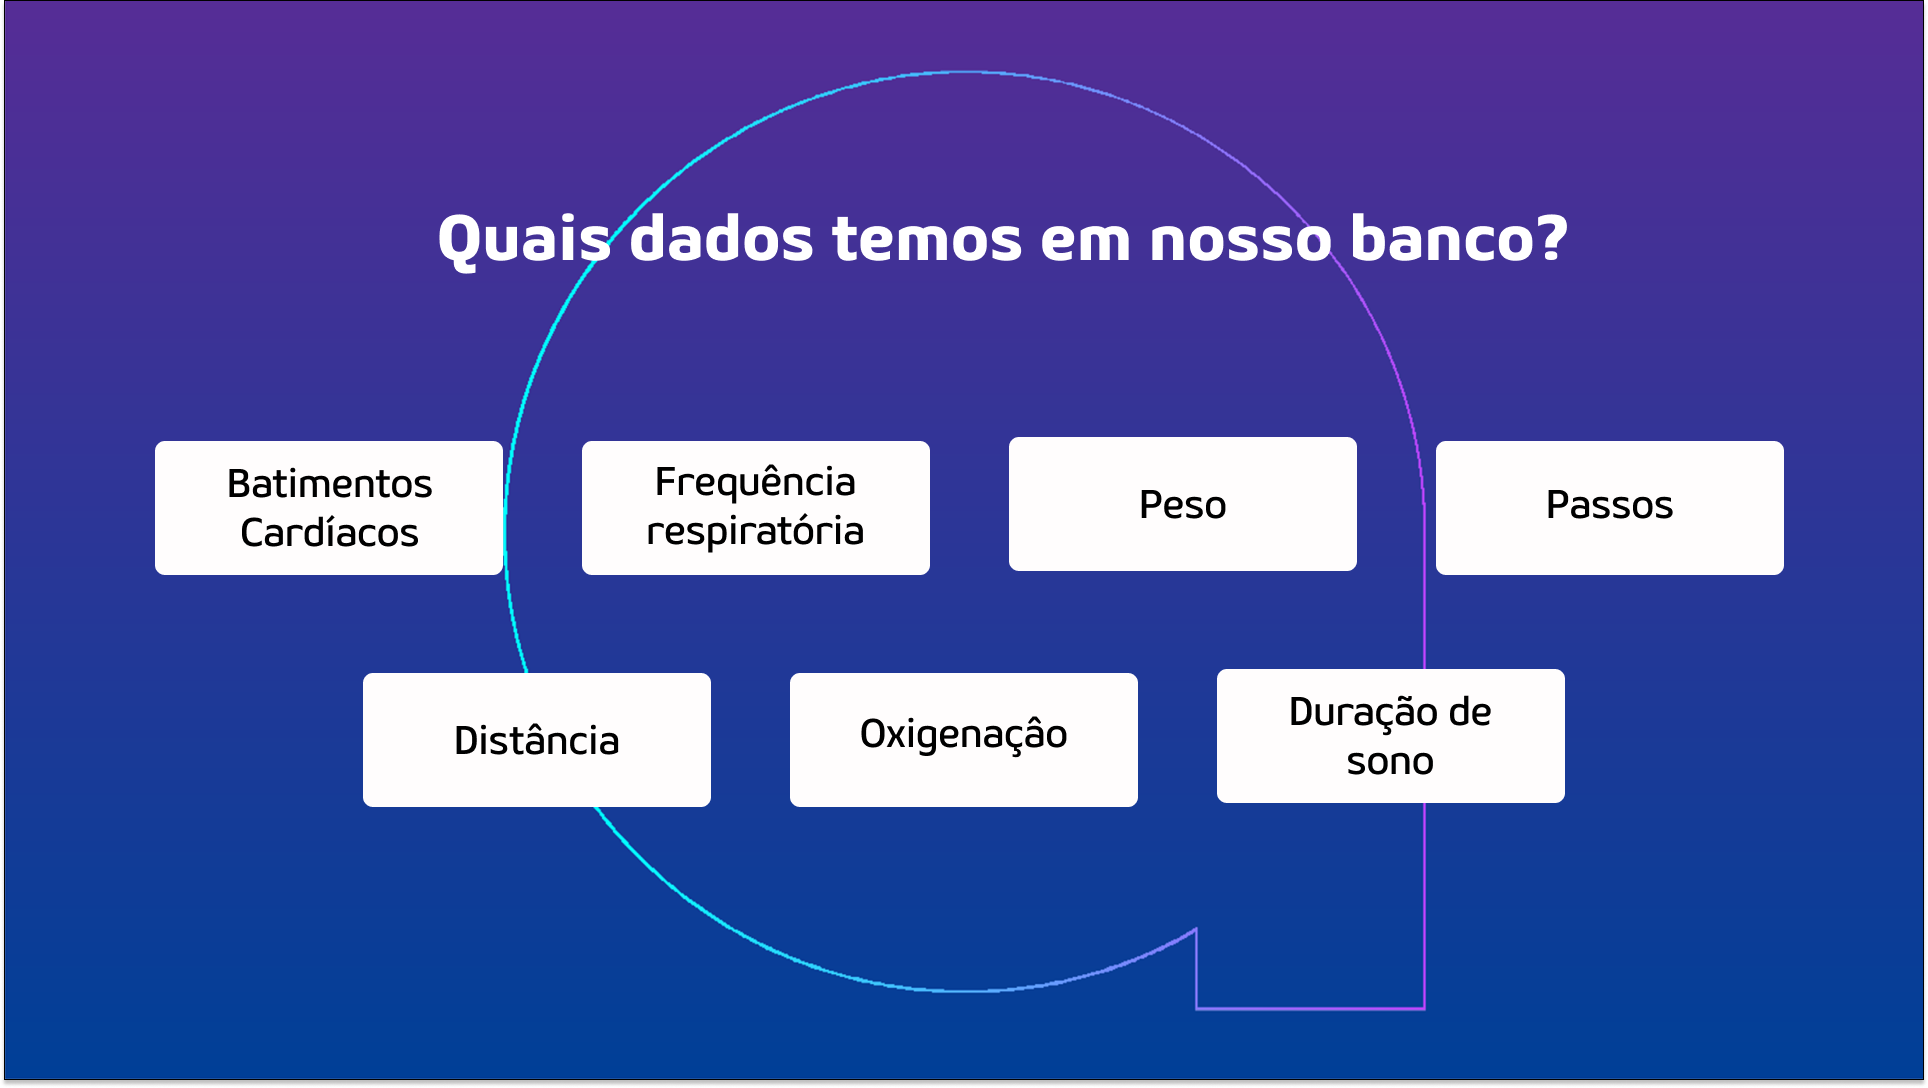 Quais dados temos em nosso banco?
Batimentos
Cardíacos
Frequência
respiratória
Peso
Passos
Distância
Oxigenaçâo
Duração de
sono